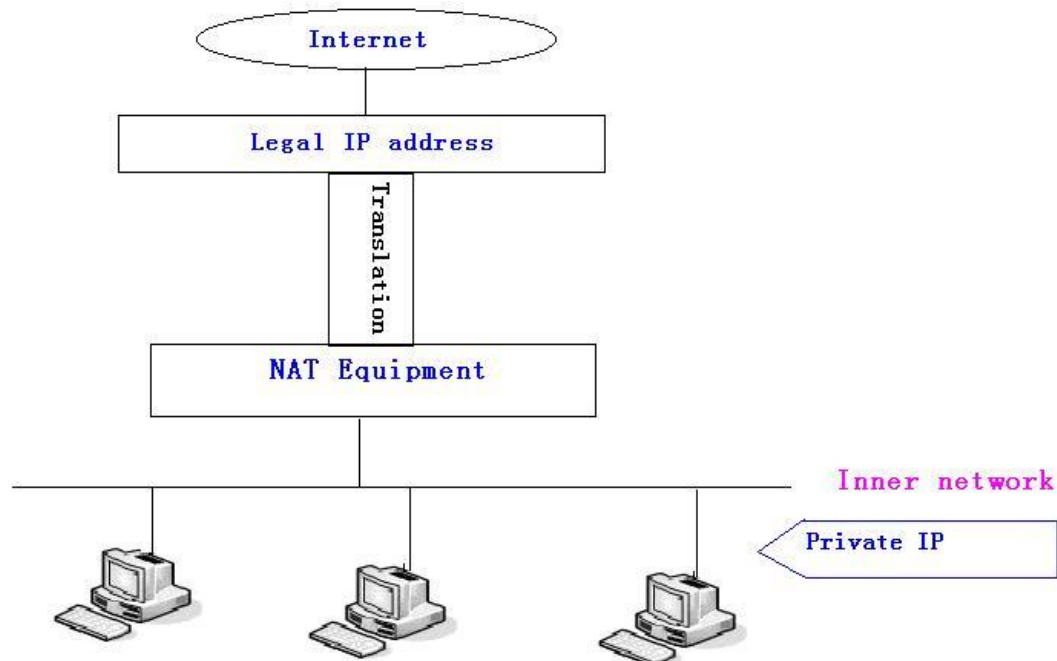 Internet
Legal IP address
Translation
NAT Equipment
Inner network
Private IP